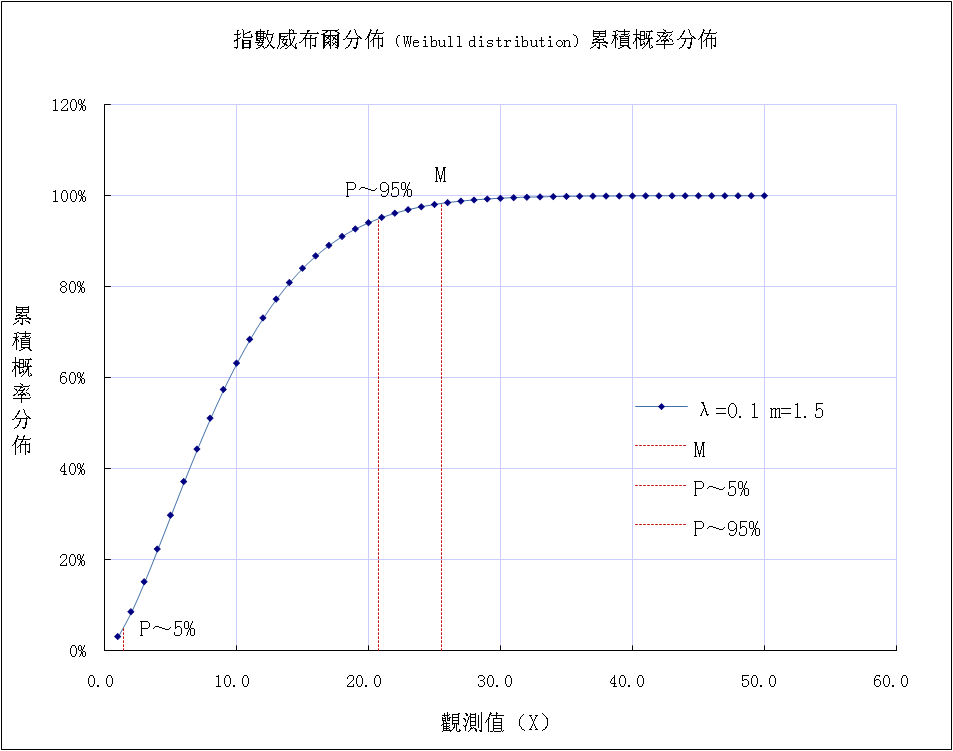 指數威布爾分佈（Weibull distribution）累積概率分佈
120%
100%
80%
60%
40%
20%
0%
累積概率分佈
P～95%
M
P～5%
λ=0.1 m=1.5
M
P～5%
P～95%
0.0 10.0 20.0 30.0 40.0 50.0 60.0
觀測值（X）